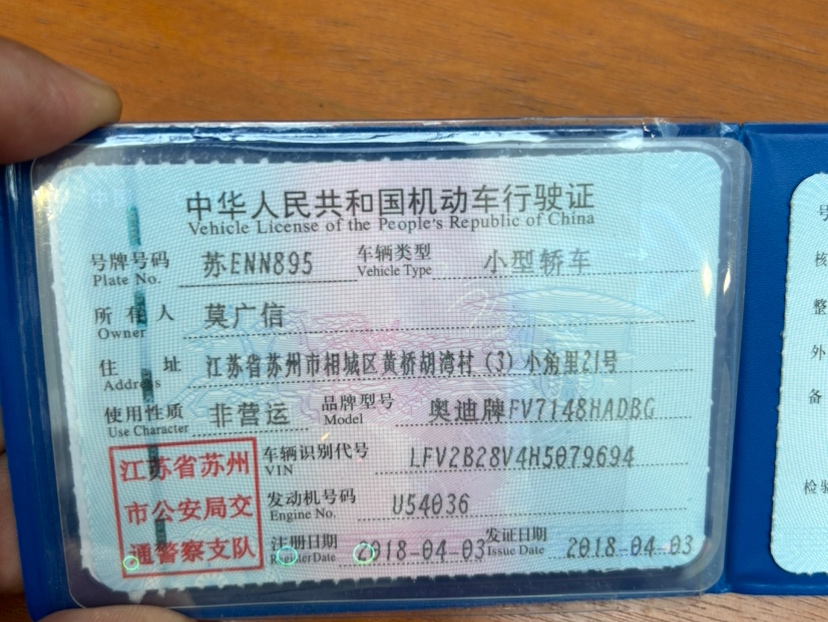 中华人民共和国机动车行驶证
Vehicle License of the People's Republic of China
号牌号码 苏ENN895 车辆类型 小型轿车
Plate No. Vehicle Type
所有人 莫广信
Owner
住址 江苏省苏州市相城区黄桥胡湾村（3）小角里21号
Address
使用性质 非营运 品牌型号 奥迪牌FV7148HADBG
Use Character Model
江苏省苏州 车辆识别代号 LFV2B28V4H5079694
VIN
市公安局交 发动机号码 U54036
Engine No.
通警察支队 注册日期 2018-04-03 发证日期 2018-04-03
Register Date Issue Date
号
核
整
外
备
检验